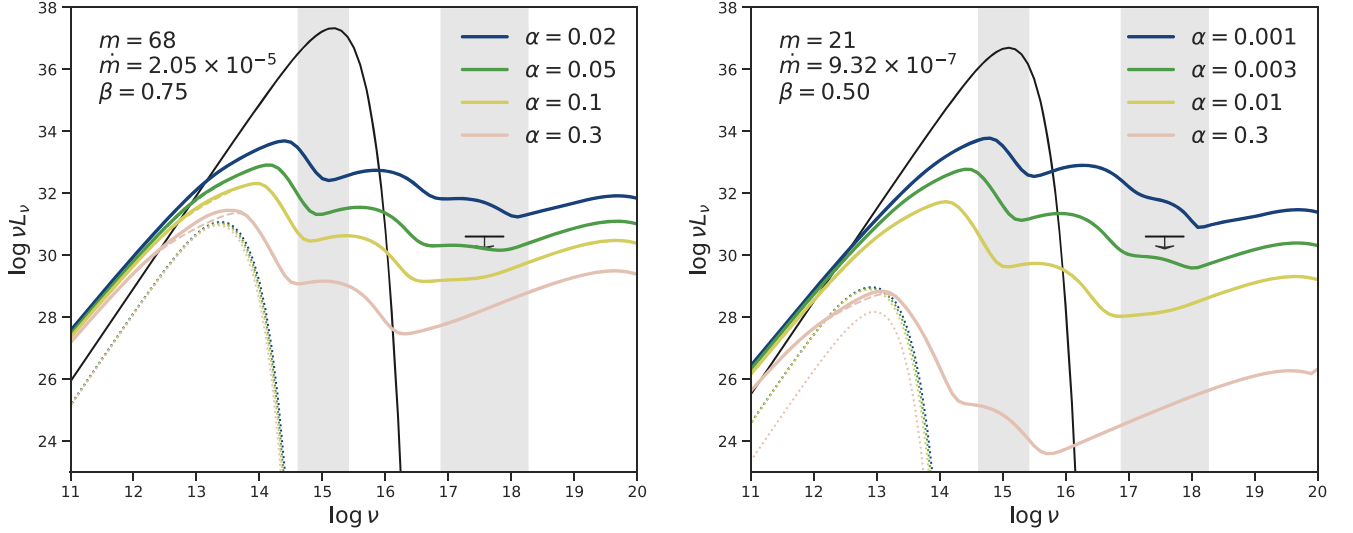 m = 68
ṁ = 2.05 × 10⁻⁵
β = 0.75
α = 0.02
α = 0.05
α = 0.1
α = 0.3
38
36
34
32
30
28
26
24
log νL_ν
11 12 13 14 15 16 17 18 19 20
log ν
m = 21
ṁ = 9.32 × 10⁻⁷
β = 0.50
α = 0.001
α = 0.003
α = 0.01
α = 0.3
38
36
34
32
30
28
26
24
log νL_ν
11 12 13 14 15 16 17 18 19 20
log ν